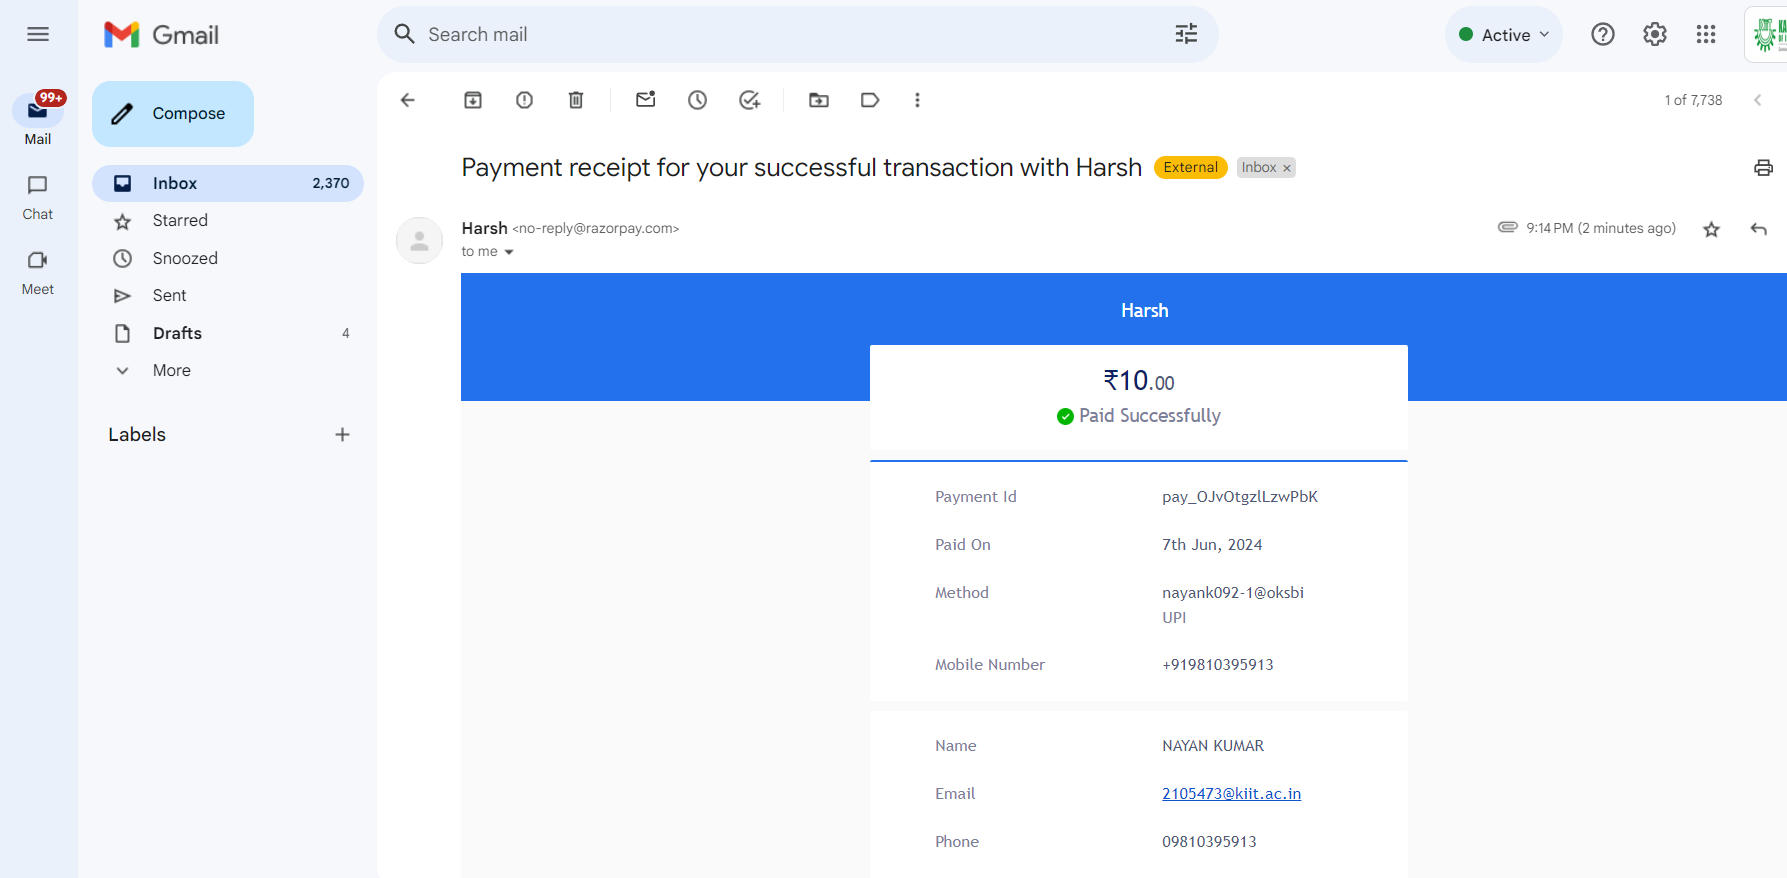 Gmail
Search mail
Active
99+
Mail
Chat
Meet
Compose
Inbox 2,370
Starred
Snoozed
Sent
Drafts 4
More
Labels
1 of 7,738
Payment receipt for your successful transaction with Harsh External Inbox ×
Harsh <no-reply@razorpay.com> 9:14 PM (2 minutes ago)
to me
Harsh
₹10.00
Paid Successfully
Payment Id pay_OJvOtgzlLzwPbK
Paid On 7th Jun, 2024
Method nayank092-1@oksbi
UPI
Mobile Number +919810395913
Name NAYAN KUMAR
Email 2105473@kiit.ac.in
Phone 09810395913